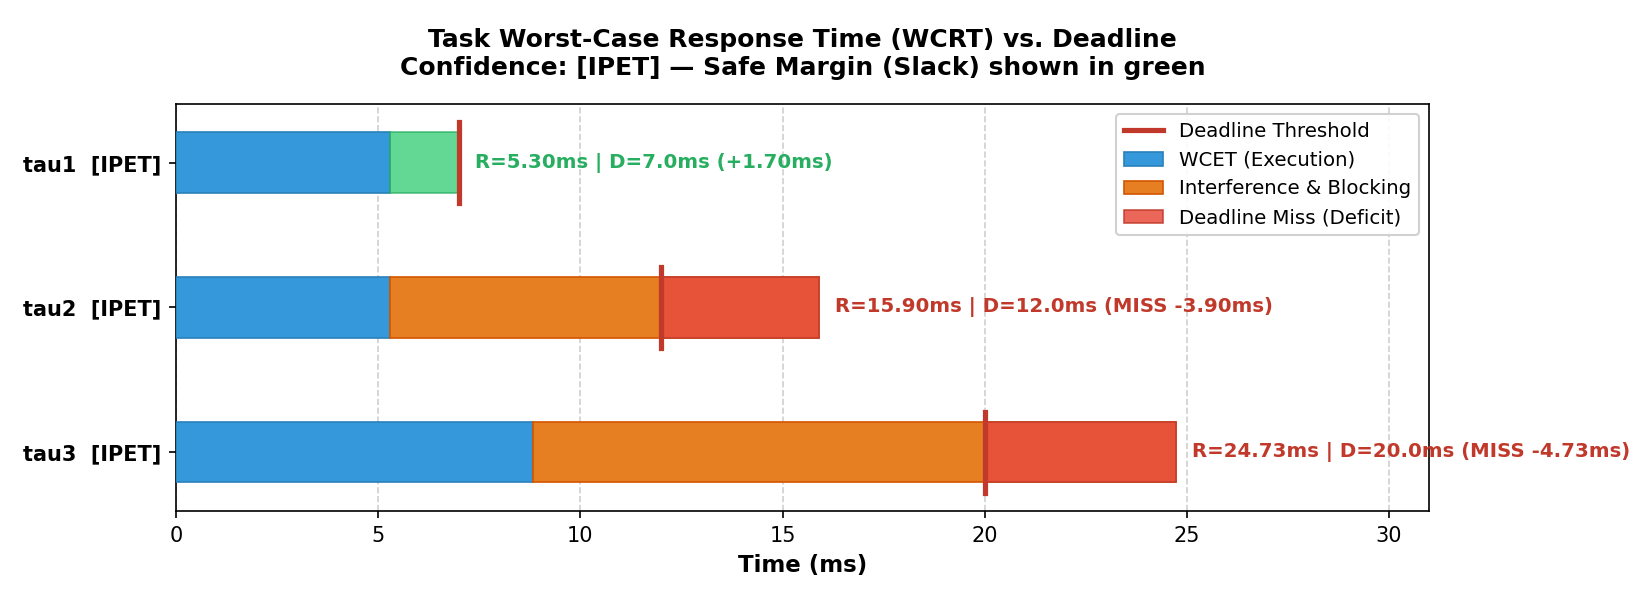 Task Worst-Case Response Time (WCRT) vs. Deadline
Confidence: [IPET] — Safe Margin (Slack) shown in green
Deadline Threshold
WCET (Execution)
Interference & Blocking
Deadline Miss (Deficit)
tau1 [IPET]
R=5.30ms | D=7.0ms (+1.70ms)
tau2 [IPET]
R=15.90ms | D=12.0ms (MISS -3.90ms)
tau3 [IPET]
R=24.73ms | D=20.0ms (MISS -4.73ms)
0 5 10 15 20 25 30
Time (ms)